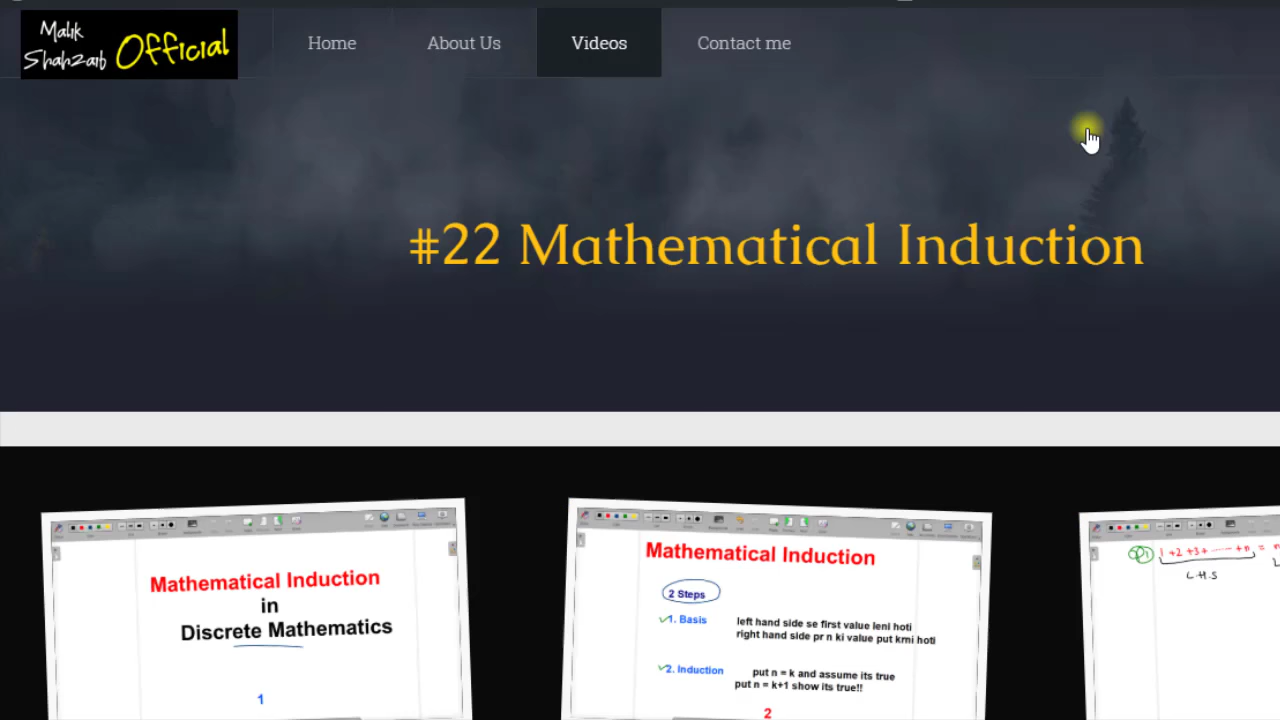 Malik
Shahzaib Official
Home
About Us
Videos
Contact me
#22 Mathematical Induction
Mathematical Induction
in
Discrete Mathematics
1
Mathematical Induction
2 Steps
1. Basis
left hand side se first value leni hoti
right hand side pr n ki value put krni hoti
2. Induction
put n = k and assume its true
put n = k+1 show its true!!
2
1+2+3+ ...... +n =
L.H.S